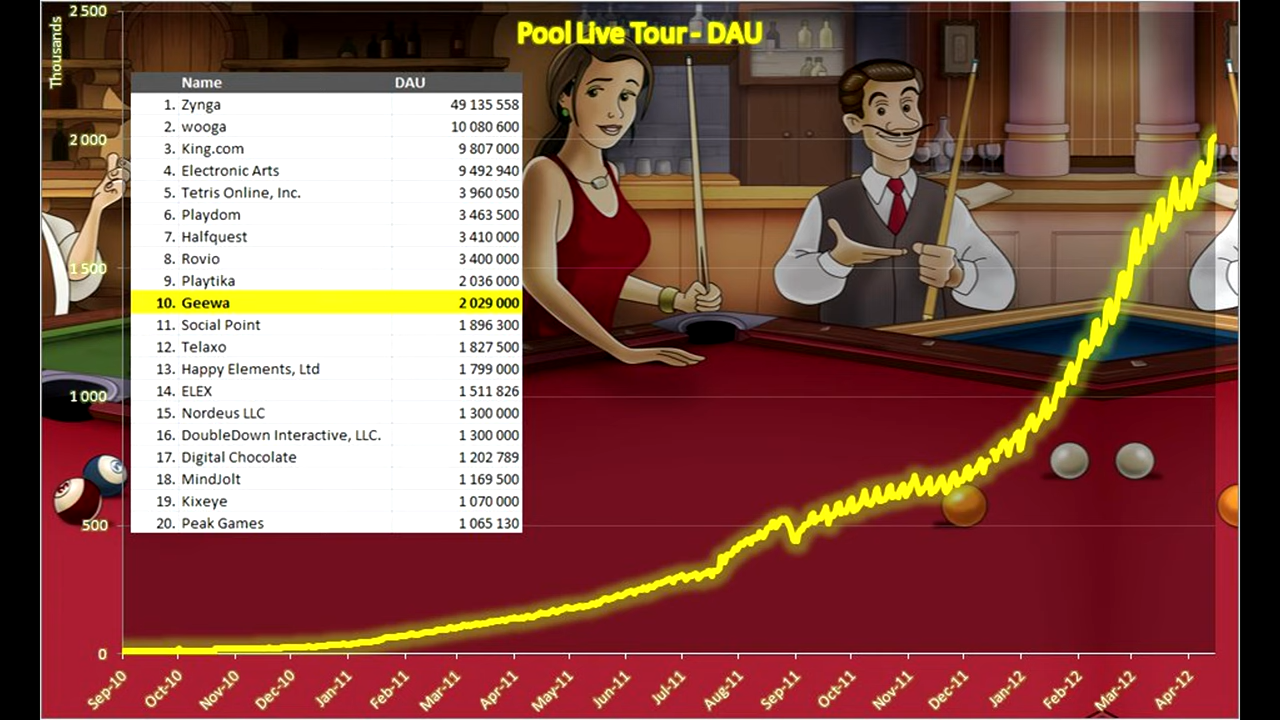 Pool Live Tour - DAU
Thousands
2 500
2 000
1 500
1 000
500
0
Name DAU
1. Zynga 49 135 558
2. wooga 10 080 600
3. King.com 9 807 000
4. Electronic Arts 9 492 940
5. Tetris Online, Inc. 3 960 050
6. Playdom 3 463 500
7. Halfquest 3 410 000
8. Rovio 3 400 000
9. Playtika 2 036 000
10. Geewa 2 029 000
11. Social Point 1 896 300
12. Telaxo 1 827 500
13. Happy Elements, Ltd 1 799 000
14. ELEX 1 511 826
15. Nordeus LLC 1 300 000
16. DoubleDown Interactive, LLC. 1 300 000
17. Digital Chocolate 1 202 789
18. MindJolt 1 169 500
19. Kixeye 1 070 000
20. Peak Games 1 065 130
Sep-10 Oct-10 Nov-10 Dec-10 Jan-11 Feb-11 Mar-11 Apr-11 May-11 Jun-11 Jul-11 Aug-11 Sep-11 Oct-11 Nov-11 Dec-11 Jan-12 Feb-12 Mar-12 Apr-12